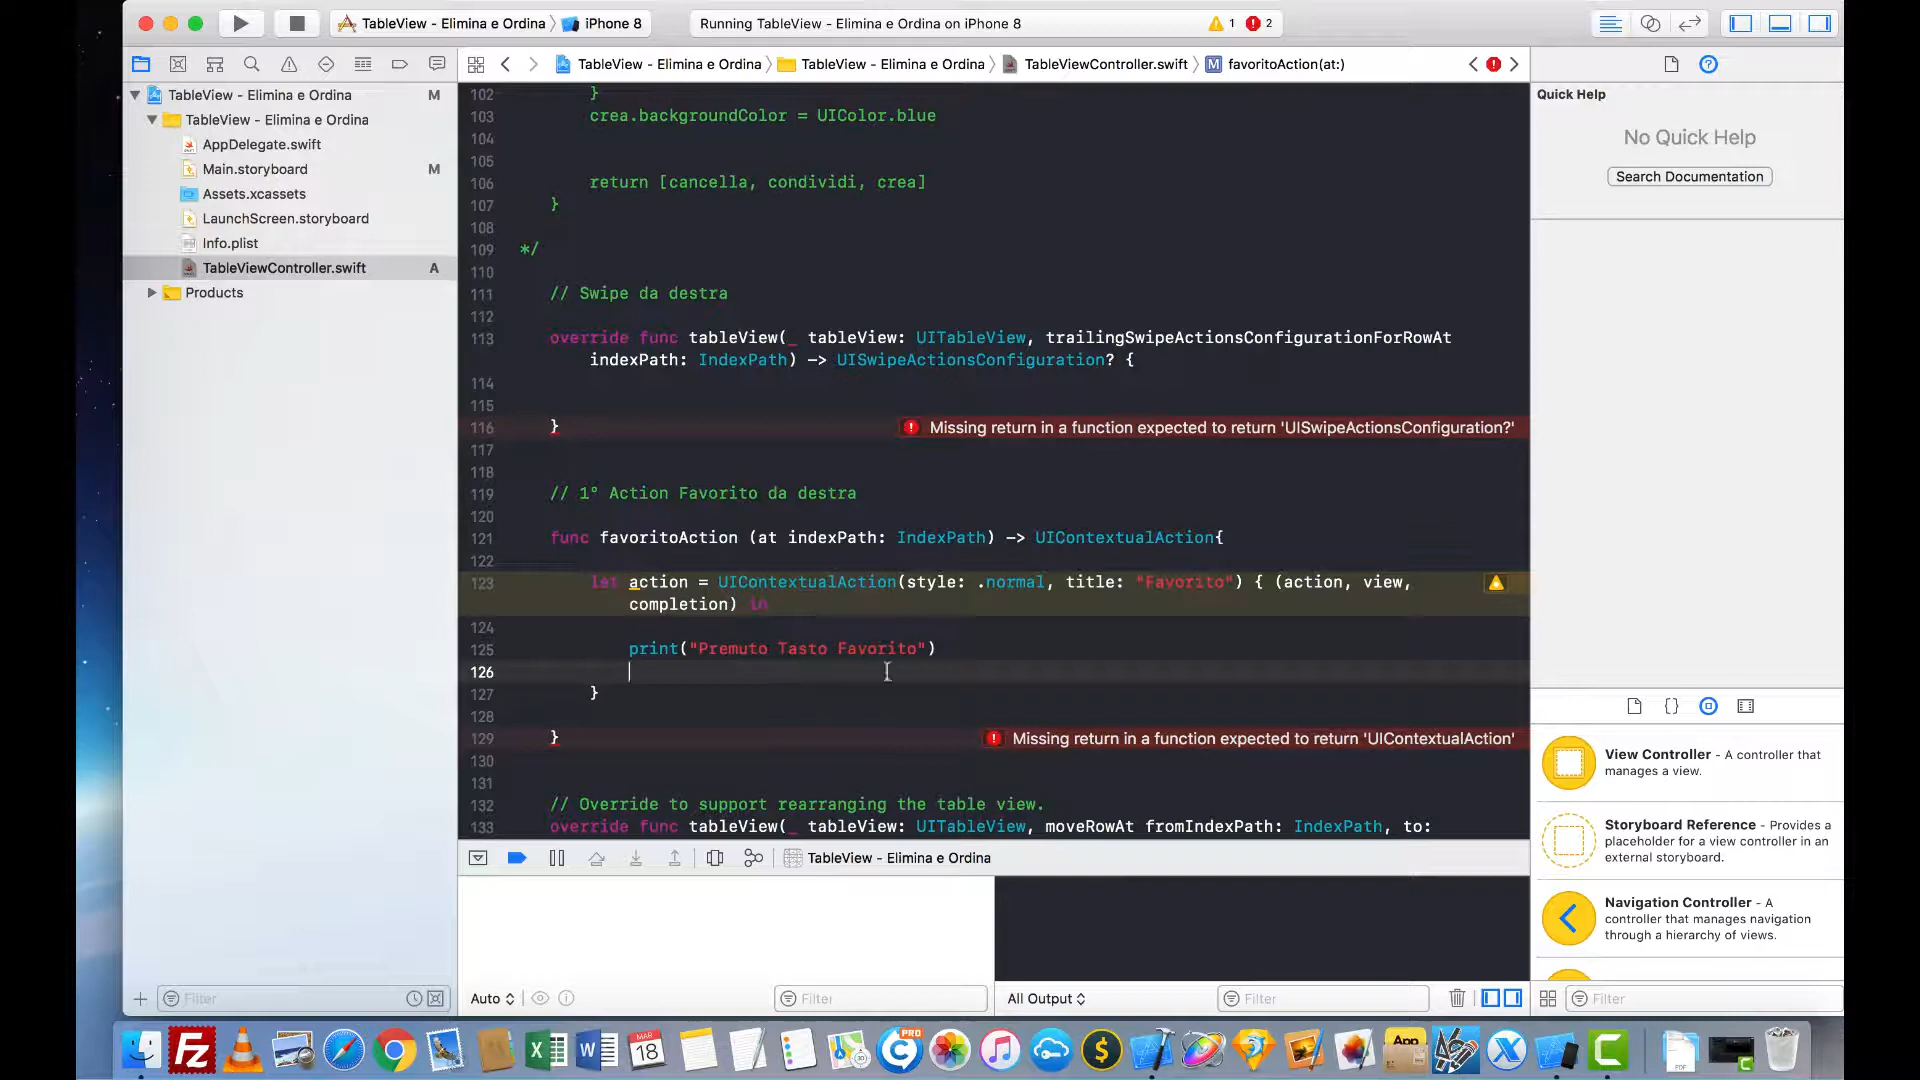 TableView - Elimina e Ordina
iPhone 8
Running TableView - Elimina e Ordina on iPhone 8
1
2
TableView - Elimina e Ordina
TableView - Elimina e Ordina
TableViewController.swift
M
favoritoAction(at:)
TableView - Elimina e Ordina
M
TableView - Elimina e Ordina
AppDelegate.swift
Main.storyboard
M
Assets.xcassets
LaunchScreen.storyboard
Info.plist
TableViewController.swift
A
Products
102 }
103 crea.backgroundColor = UIColor.blue
104
105
106 return [cancella, condividi, crea]
107 }
108
109 */
110
111 // Swipe da destra
112
113 override func tableView(_ tableView: UITableView, trailingSwipeActionsConfigurationForRowAt
indexPath: IndexPath) -> UISwipeActionsConfiguration? {
114
115
116 } Missing return in a function expected to return 'UISwipeActionsConfiguration?'
117
118
119 // 1° Action Favorito da destra
120
121 func favoritoAction (at indexPath: IndexPath) -> UIContextualAction{
122
123 let action = UIContextualAction(style: .normal, title: "Favorito") { (action, view,
completion) in
124
125 print("Premuto Tasto Favorito")
126
127 }
128
129 } Missing return in a function expected to return 'UIContextualAction'
130
131
132 // Override to support rearranging the table view.
133 override func tableView(_ tableView: UITableView, moveRowAt fromIndexPath: IndexPath, to:
TableView - Elimina e Ordina
Filter
Auto
Filter
All Output
Filter
Quick Help
No Quick Help
Search Documentation
View Controller - A controller that
manages a view.
Storyboard Reference - Provides a
placeholder for a view controller in an
external storyboard.
Navigation Controller - A
controller that manages navigation
through a hierarchy of views.
Filter
Fz
X
W
MAR
18
PRO
C
$
App
X
C
PDF